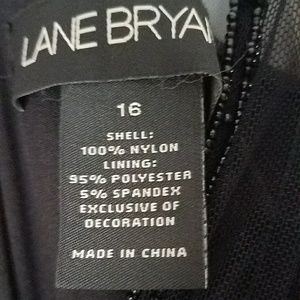 LANE BRYA
16
SHELL:
100% NYLON
LINING:
95% POLYESTER
5% SPANDEX
EXCLUSIVE OF
DECORATION
MADE IN CHINA